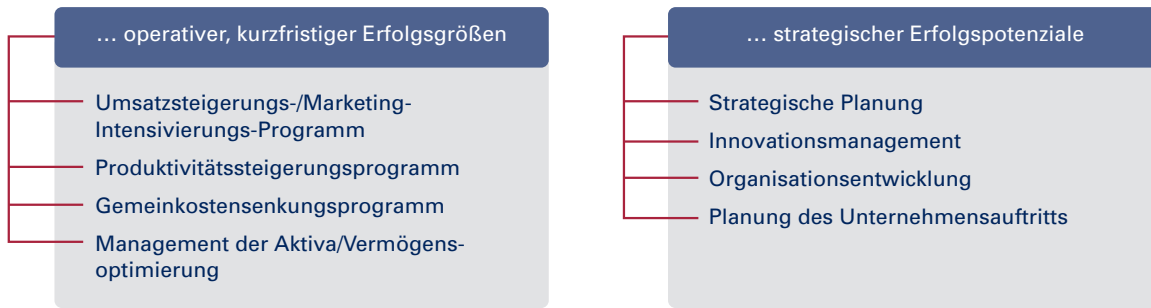 … operativer, kurzfristiger Erfolgsgrößen
Umsatzsteigerungs-/Marketing-
Intensivierungs-Programm
Produktivitätssteigerungsprogramm
Gemeinkostensenkungsprogramm
Management der Aktiva/Vermögens-
optimierung
… strategischer Erfolgspotenziale
Strategische Planung
Innovationsmanagement
Organisationsentwicklung
Planung des Unternehmensauftritts